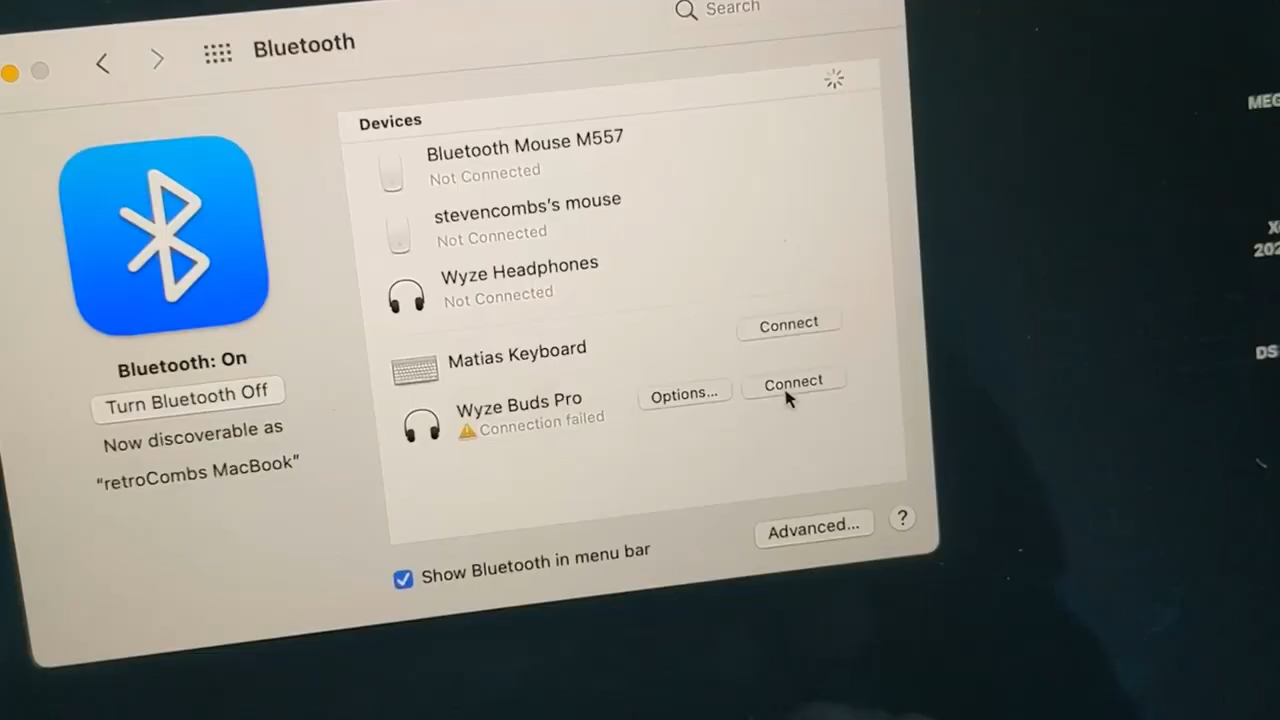 Bluetooth
Search
Devices
Bluetooth Mouse M557
Not Connected
stevencombs's mouse
Not Connected
Wyze Headphones
Not Connected
Matias Keyboard
Connect
Wyze Buds Pro
Connection failed
Options...
Connect
Bluetooth: On
Turn Bluetooth Off
Now discoverable as
“retroCombs MacBook”
Show Bluetooth in menu bar
Advanced...
?